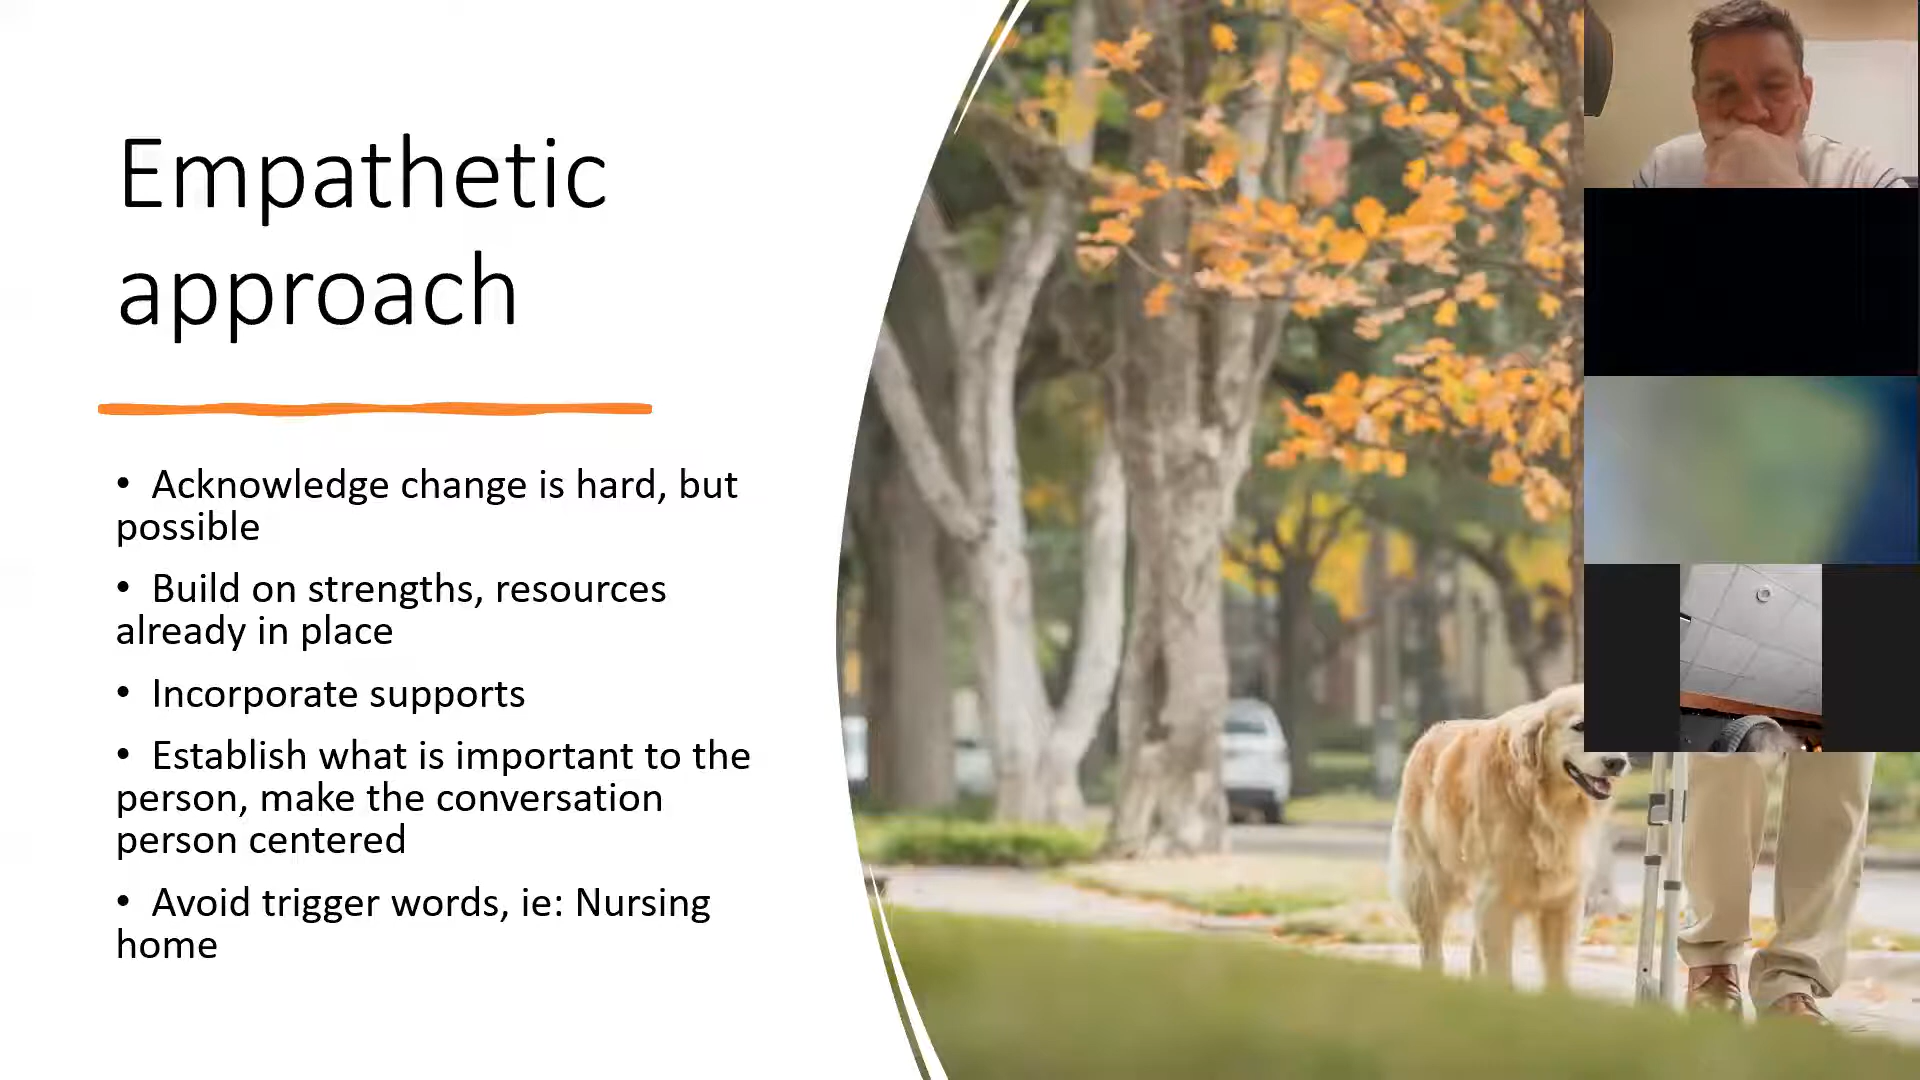 Empathetic
approach
• Acknowledge change is hard, but
possible
• Build on strengths, resources
already in place
• Incorporate supports
• Establish what is important to the
person, make the conversation
person centered
• Avoid trigger words, ie: Nursing
home